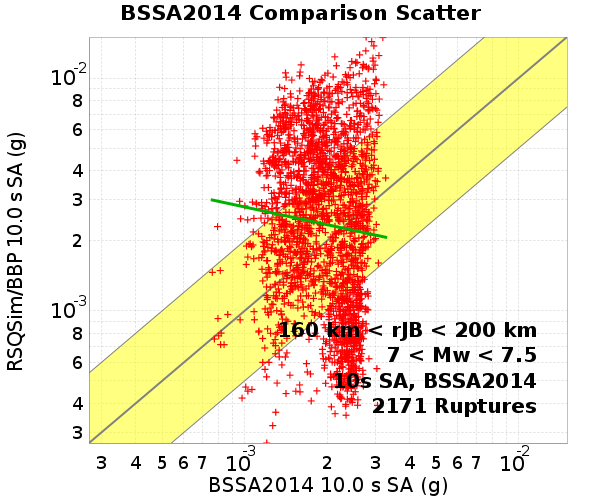 BSSA2014 Comparison Scatter
RSQSim/BBP 10.0 s SA (g)
10-2
8
6
4
3
2
10-3
8
6
4
3
160 km < rJB < 200 km
7 < Mw < 7.5
10s SA, BSSA2014
2171 Ruptures
3 4 5 6 7 10-3 2 3 4 5 6 7 10-2
BSSA2014 10.0 s SA (g)